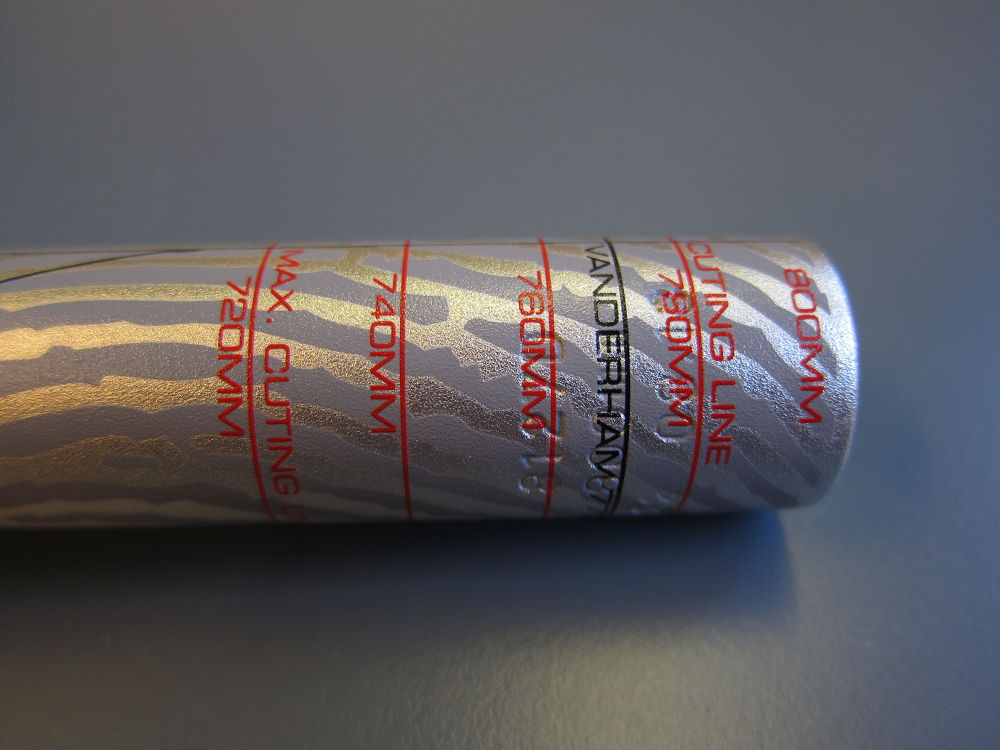 720MM
MAX. CUTING
740MM
760MM
VANDERHAM
780MM
CUTING LINE
800MM